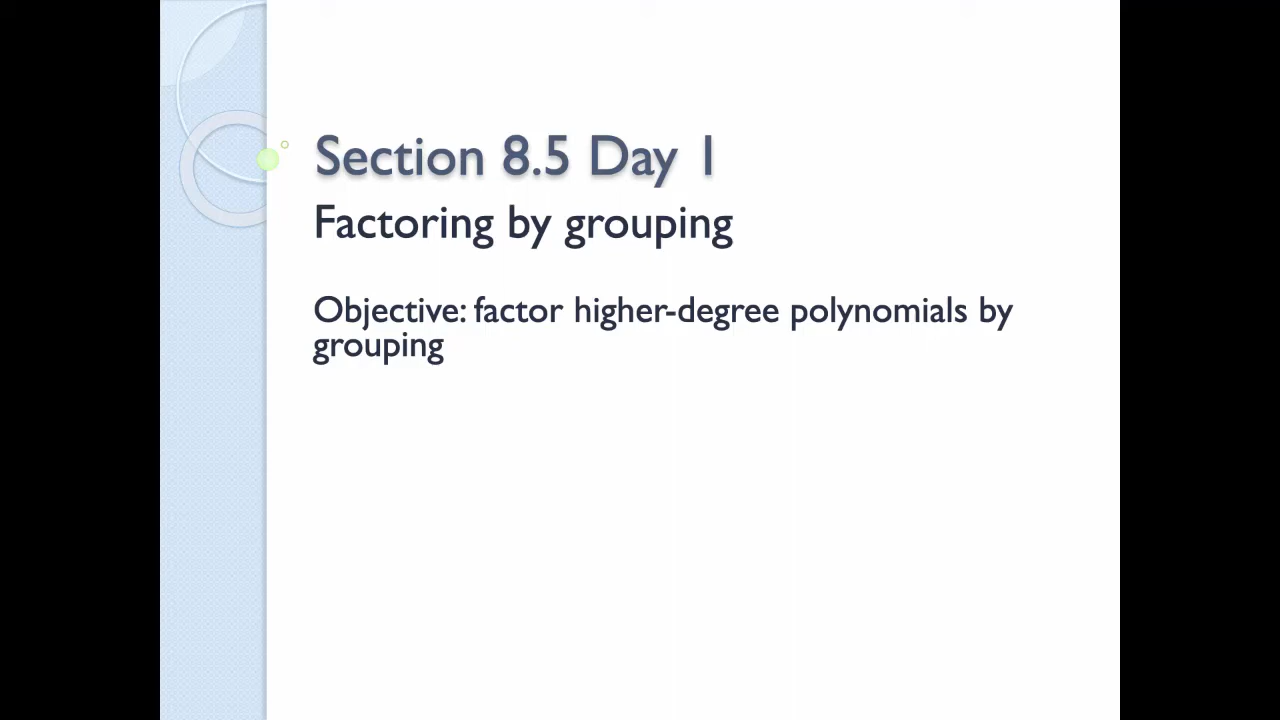 Section 8.5 Day 1
Factoring by grouping
Objective: factor higher-degree polynomials by
grouping